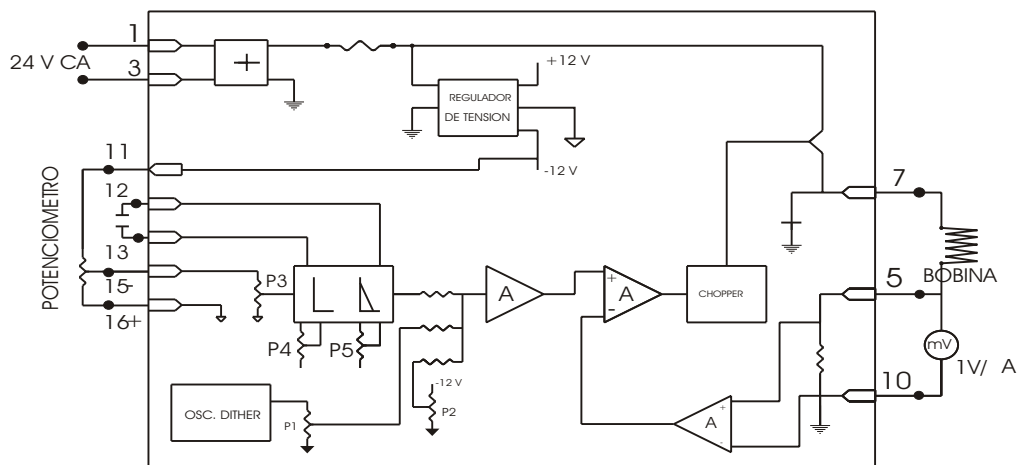 1
24 V CA
3
+12 V
REGULADOR
DE TENSION
-12 V
11
12
13
15-
16+
POTENCIOMETRO
P3
P4
P5
A
+
-
A
CHOPPER
7
BOBINA
5
mV
1V/ A
10
OSC. DITHER
P1
-12 V
P2
A
+
-